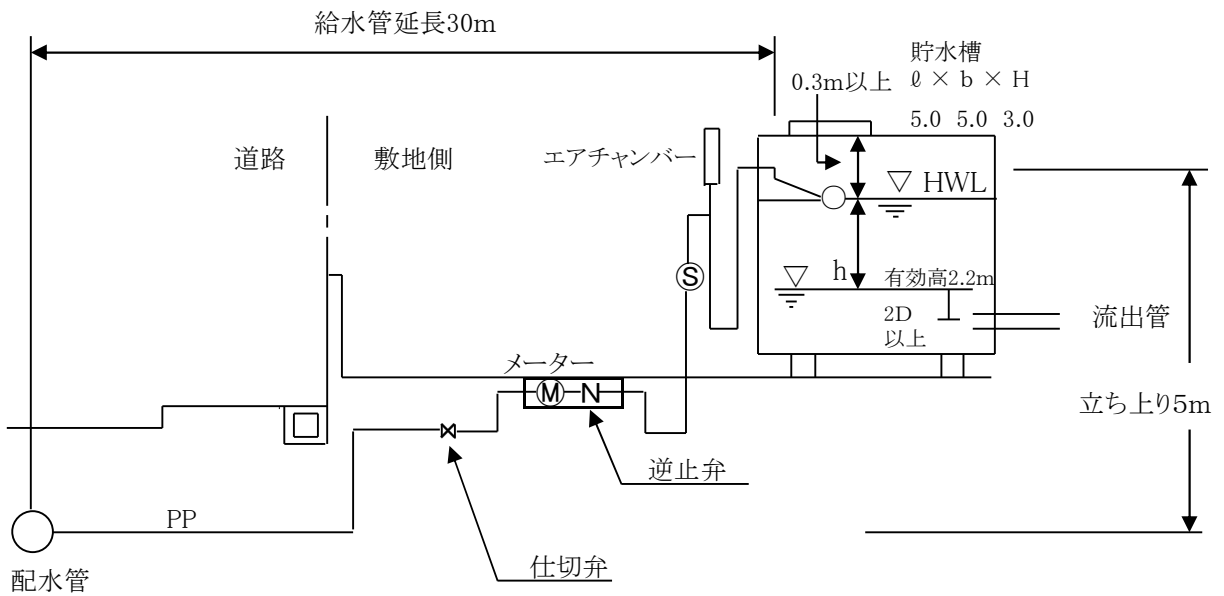 給水管延長30m
貯水槽
0.3m以上
ℓ × b × H
5.0 5.0 3.0
道路
敷地側
エアチャンバー
HWL
S
h
有効高2.2m
2D
以上
流出管
メーター
M
N
立ち上り5m
逆止弁
PP
仕切弁
配水管